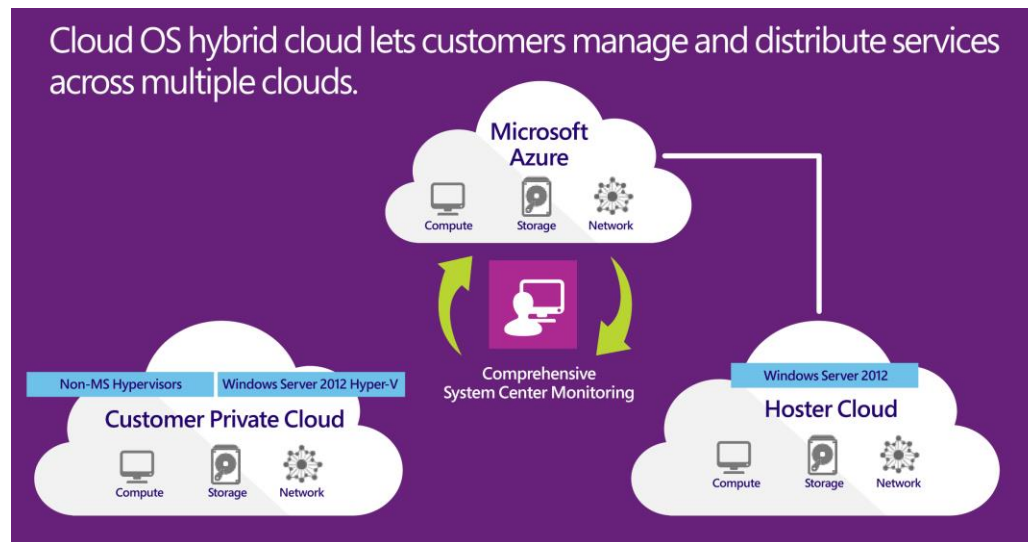 Cloud OS hybrid cloud lets customers manage and distribute services
across multiple clouds.
Microsoft
Azure
Compute
Storage
Network
Comprehensive
System Center Monitoring
Non-MS Hypervisors
Windows Server 2012 Hyper-V
Customer Private Cloud
Compute
Storage
Network
Windows Server 2012
Hoster Cloud
Compute
Storage
Network